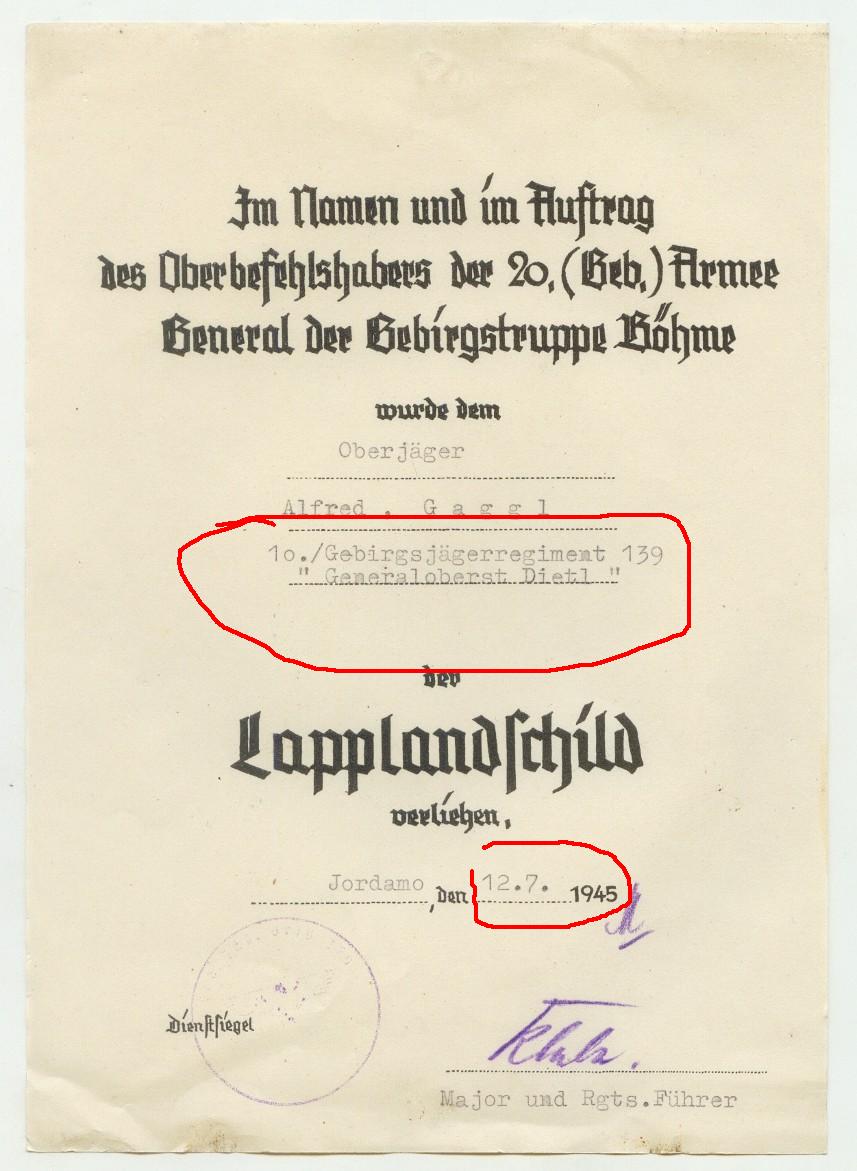 Im Namen und im Auftrag
des Oberbefehlshabers der 20. (Geb.) Armee
General der Gebirgstruppe Böhme
wurde dem
Oberjäger
Alfred . G a g g l
1o./Gebirgsjägerregiment 139
" Generaloberst Dietl "
der
Lapplandschild
verliehen.
Jordamo, den 12.7. 1945
Dienstsiegel
Major und Rgts.Führer